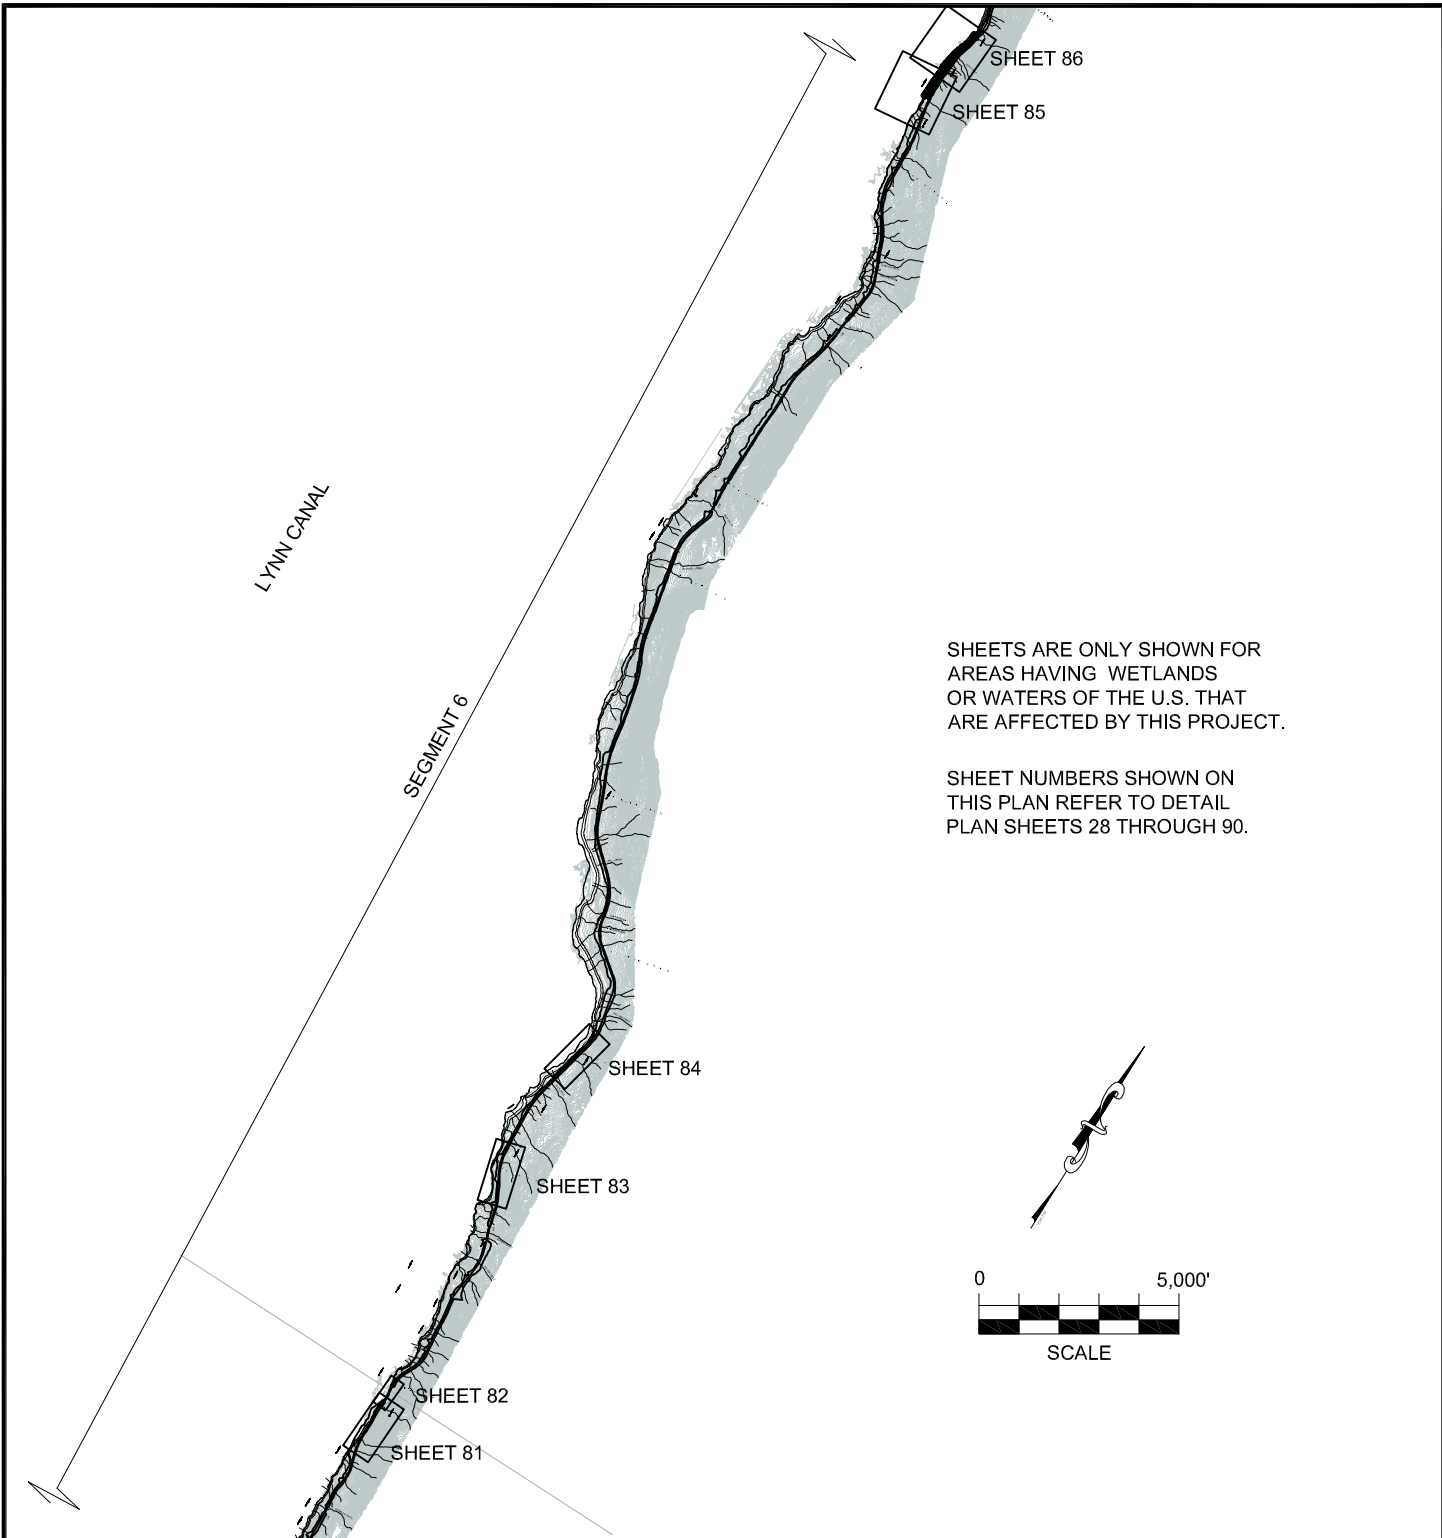 SHEET 86
SHEET 85
LYNN CANAL
SEGMENT 6
SHEETS ARE ONLY SHOWN FOR
AREAS HAVING WETLANDS
OR WATERS OF THE U.S. THAT
ARE AFFECTED BY THIS PROJECT.
SHEET NUMBERS SHOWN ON
THIS PLAN REFER TO DETAIL
PLAN SHEETS 28 THROUGH 90.
SHEET 84
SHEET 83
0 5,000'
SCALE
SHEET 82
SHEET 81